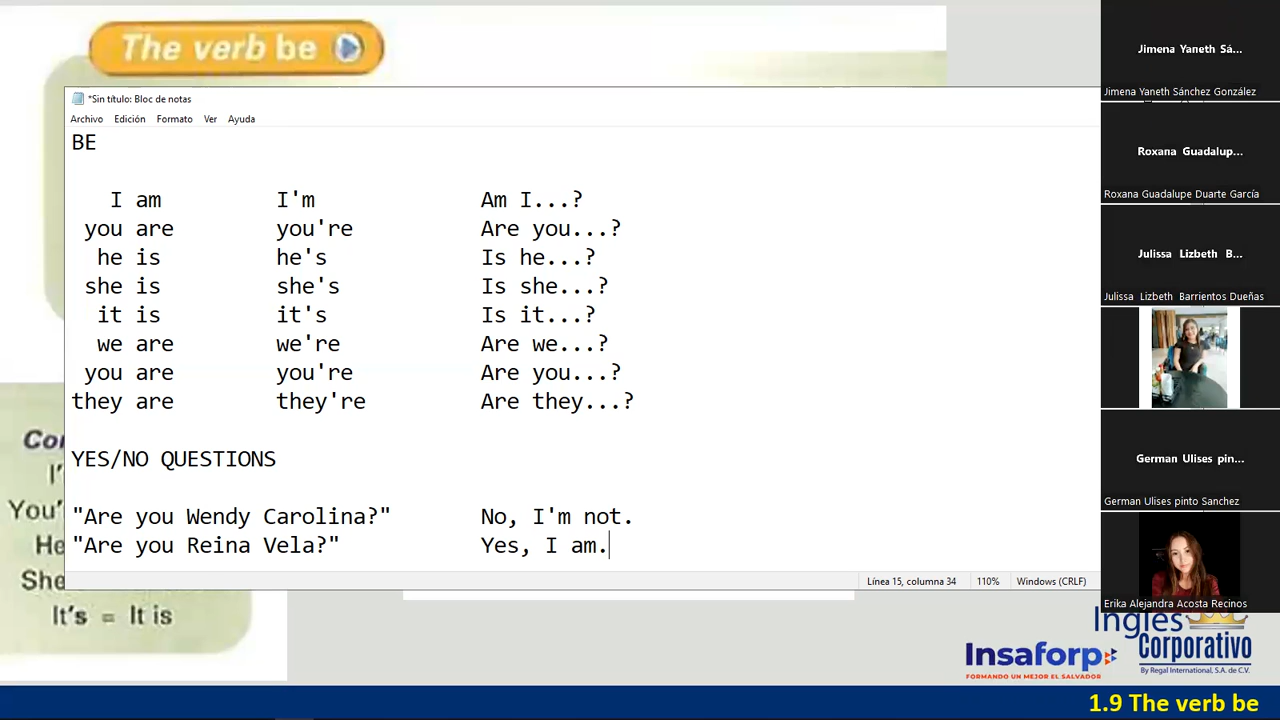 The verb be
*Sin título: Bloc de notas
Archivo Edición Formato Ver Ayuda
BE
I am I'm Am I...?
you are you're Are you...?
he is he's Is he...?
she is she's Is she...?
it is it's Is it...?
we are we're Are we...?
you are you're Are you...?
they are they're Are they...?
YES/NO QUESTIONS
"Are you Wendy Carolina?" No, I'm not.
"Are you Reina Vela?" Yes, I am.
Línea 15, columna 34 110% Windows (CRLF)
Con
I'
You'
He
She
It's = It is
Jimena Yaneth Sá...
Jimena Yaneth Sánchez González
Roxana Guadalup...
Roxana Guadalupe Duarte García
Julissa Lizbeth B...
Julissa Lizbeth Barrientos Dueñas
German Ulises pin...
German Ulises pinto Sanchez
Erika Alejandra Acosta Recinos
Insaforp
FORMANDO UN MEJOR EL SALVADOR
Inglés
Corporativo
By Regal International, S.A. de C.V.
1.9 The verb be